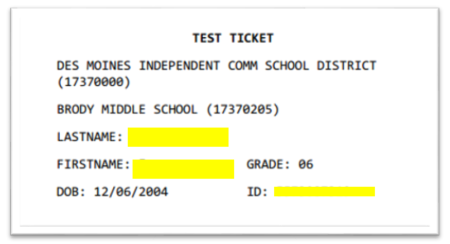 TEST TICKET
DES MOINES INDEPENDENT COMM SCHOOL DISTRICT
(17370000)
BRODY MIDDLE SCHOOL (17370205)
LASTNAME:
FIRSTNAME: GRADE: 06
DOB: 12/06/2004 ID: